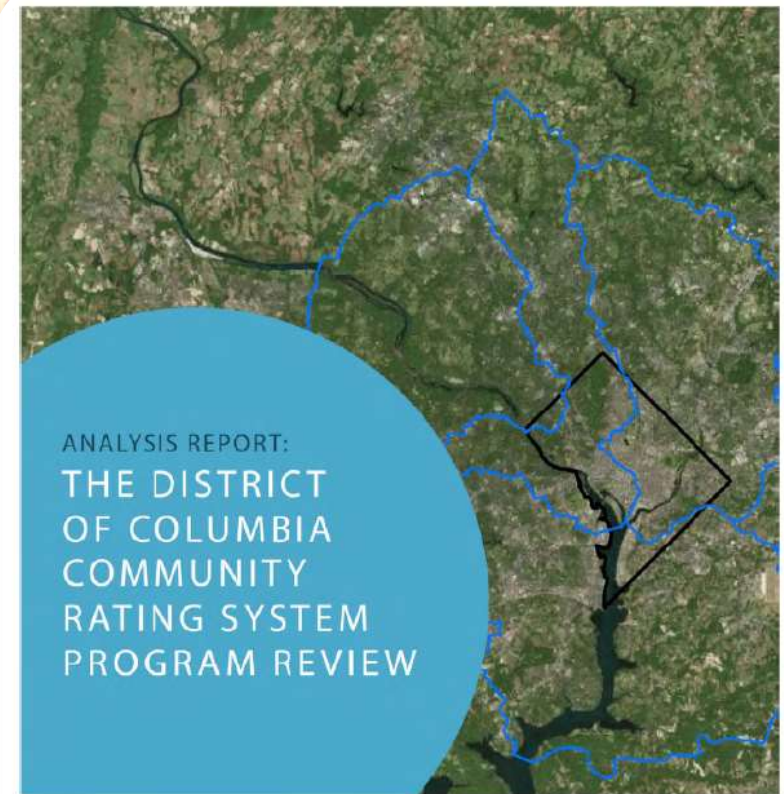 ANALYSIS REPORT:
THE DISTRICT
OF COLUMBIA
COMMUNITY
RATING SYSTEM
PROGRAM REVIEW